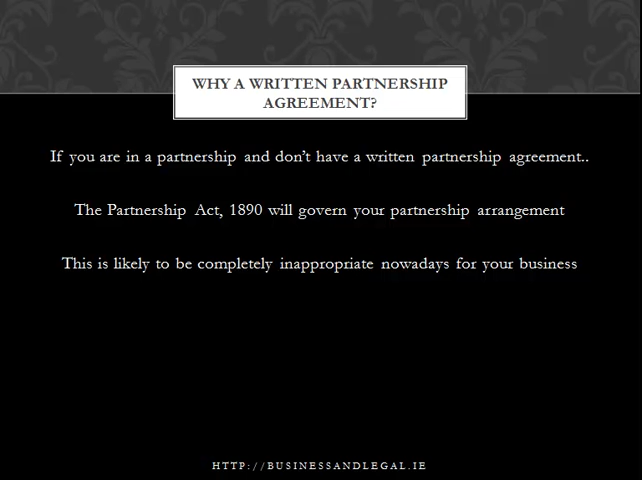 WHY A WRITTEN PARTNERSHIP
AGREEMENT?
If you are in a partnership and don't have a written partnership agreement..
The Partnership Act, 1890 will govern your partnership arrangement
This is likely to be completely inappropriate nowadays for your business
HTTP://BUSINESSANDLEGAL.IE